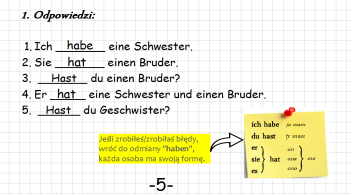 1. Odpowiedzi:
1. Ich habe eine Schwester.
2. Sie hat einen Bruder.
3. Hast du einen Bruder?
4. Er hat eine Schwester und einen Bruder.
5. Hast du Geschwister?
Jeśli zrobiłeś/zrobiłaś błędy,
wróć do odmiany "haben",
każda osoba ma swoją formę.
ich habe ja mam
du hast ty masz
er on
sie hat ona ma
es ono
-5-